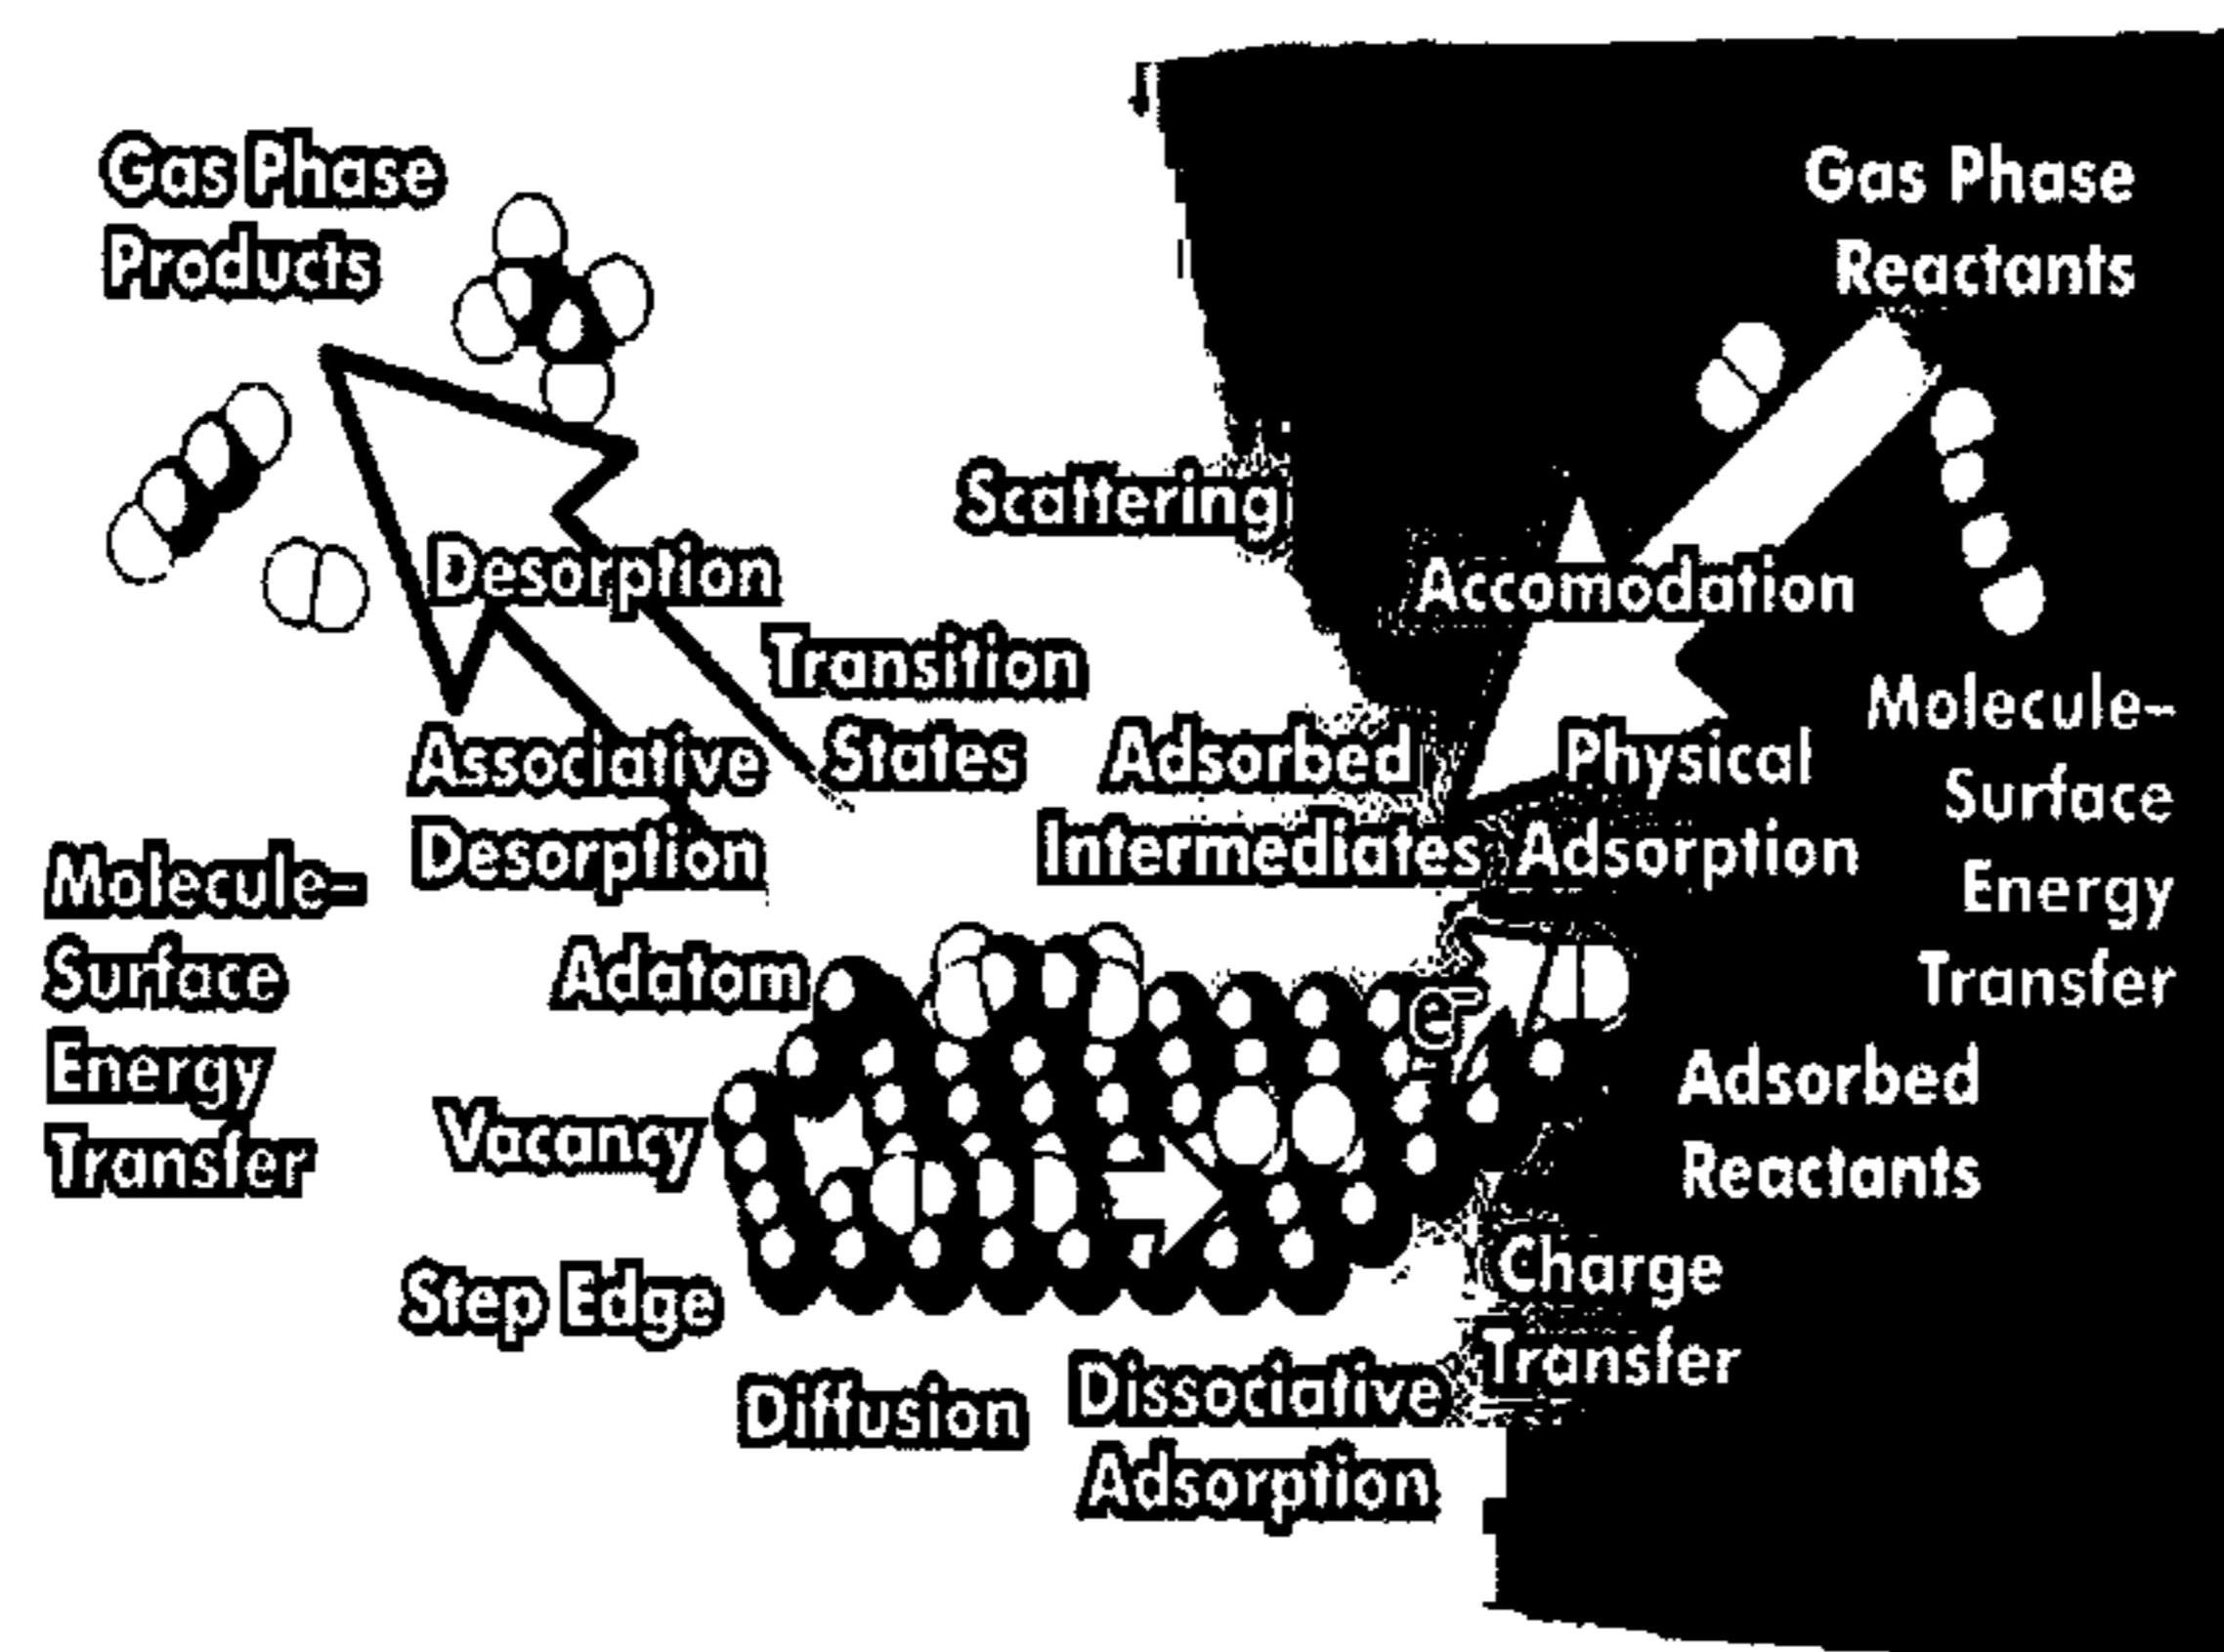 Gas Phase
Products
Gas Phase
Reactants
Scattering
Desorption
Accomodation
Transition
States
Associative
Desorption
Adsorbed
Intermediates
Physical
Adsorption
Molecule-
Surface
Energy
Transfer
Molecule-
Surface
Energy
Transfer
Adatom
e-
Adsorbed
Reactants
Vacancy
Step Edge
Charge
Transfer
Diffusion
Dissociative
Adsorption